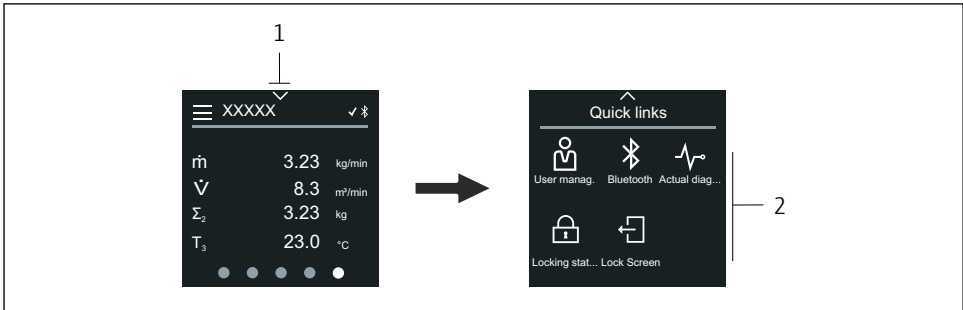 1
XXXXX
ṁ 3.23 kg/min
V̇ 8.3 m³/min
Σ₂ 3.23 kg
T₃ 23.0 °C
Quick links
User manag. Bluetooth Actual diag...
Locking stat... Lock Screen
2